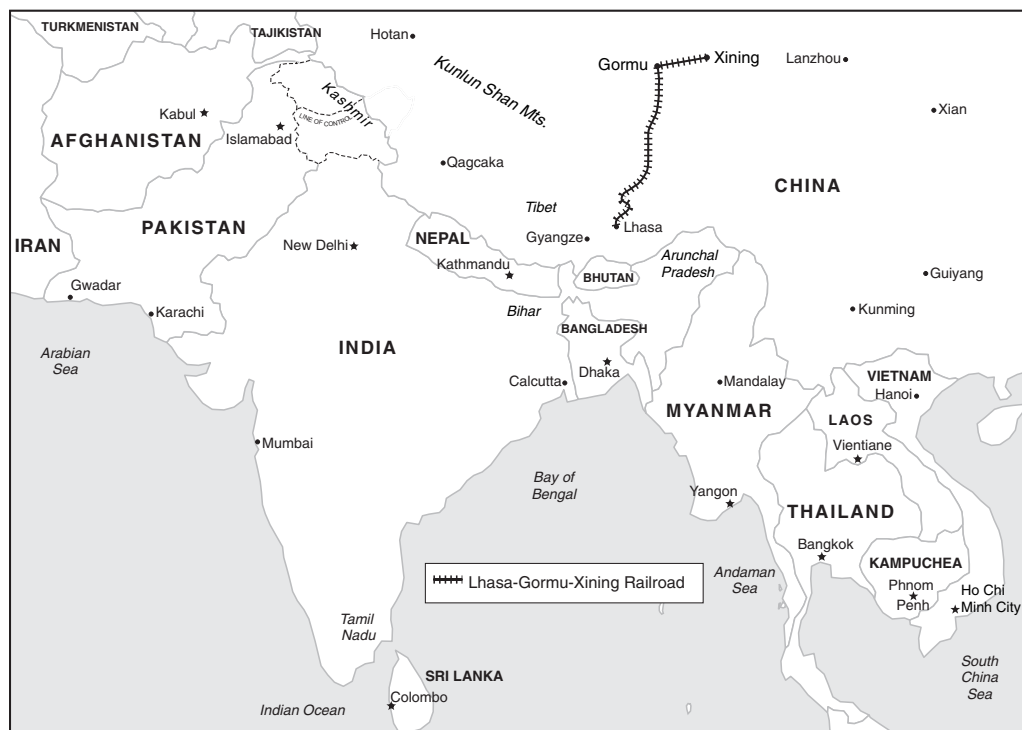 TURKMENISTAN
TAJIKISTAN
Hotan
Gormu
Xining
Lanzhou
Kunlun Shan Mts.
Kashmir
LINE OF CONTROL
Kabul
Islamabad
Xian
AFGHANISTAN
Qagcaka
CHINA
Tibet
PAKISTAN
Lhasa
IRAN
New Delhi
NEPAL
Gyangze
Kathmandu
Arunchal
Pradesh
BHUTAN
Guiyang
Gwadar
Karachi
Bihar
Kunming
BANGLADESH
Arabian
Sea
INDIA
Dhaka
Calcutta
Mandalay
VIETNAM
Hanoi
MYANMAR
LAOS
Mumbai
Vientiane
Bay of
Bengal
Yangon
THAILAND
Bangkok
KAMPUCHEA
Lhasa-Gormu-Xining Railroad
Andaman
Sea
Phnom
Penh
Ho Chi
Minh City
Tamil
Nadu
SRI LANKA
Colombo
Indian Ocean
South
China
Sea